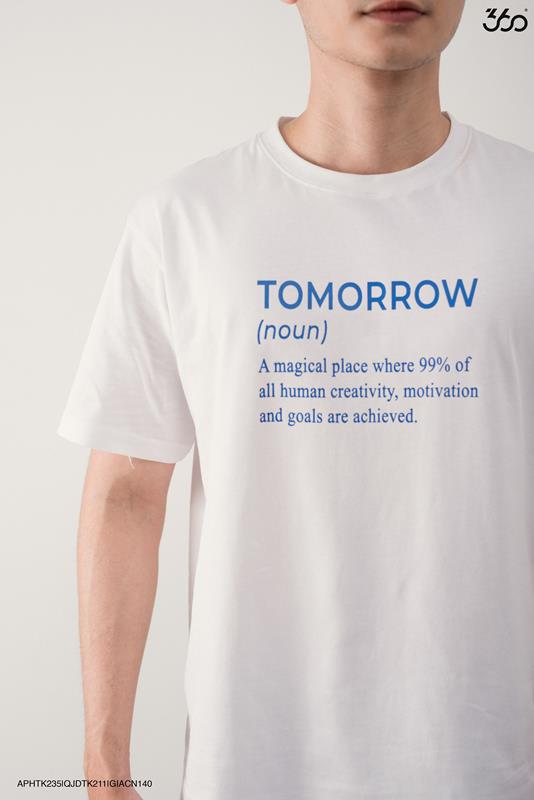 360
TOMORROW
(noun)
A magical place where 99% of
all human creativity, motivation
and goals are achieved.
APHTK235|QJDTK211|GIACN140